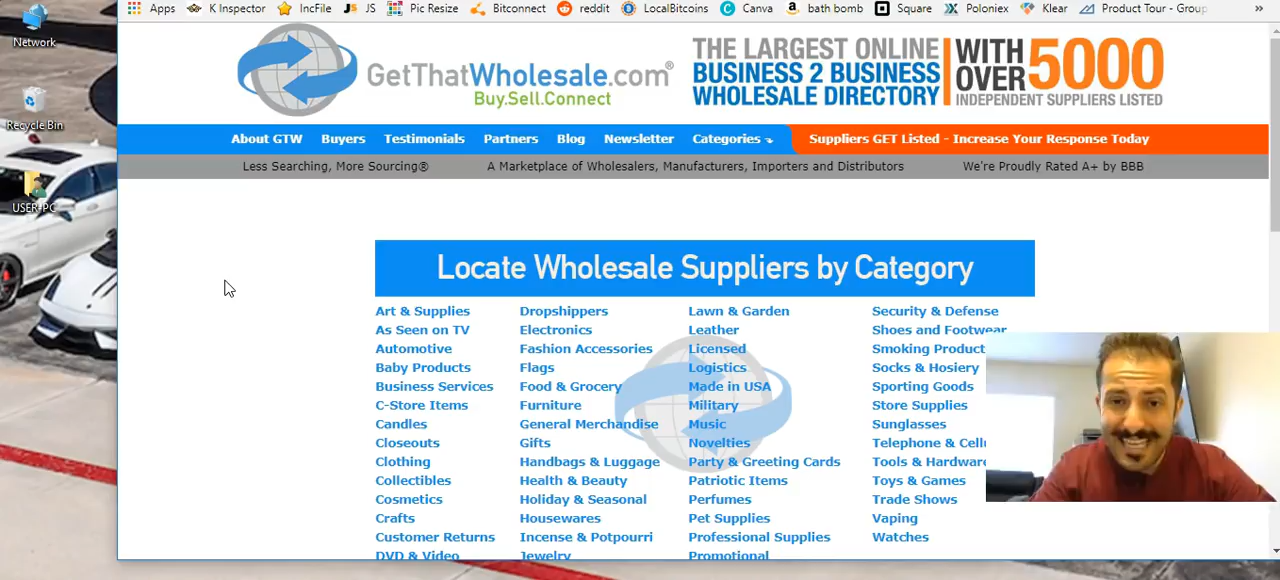 Apps K Inspector IncFile JS JS Pic Resize Bitconnect reddit LocalBitcoins Canva bath bomb Square Poloniex Klear Product Tour - Group
Network
Recycle Bin
USER-PC
GetThatWholesale.com®
Buy.Sell.Connect
THE LARGEST ONLINE
BUSINESS 2 BUSINESS
WHOLESALE DIRECTORY
WITH OVER 5000
INDEPENDENT SUPPLIERS LISTED
About GTW Buyers Testimonials Partners Blog Newsletter Categories Suppliers GET Listed - Increase Your Response Today
Less Searching, More Sourcing® A Marketplace of Wholesalers, Manufacturers, Importers and Distributors We're Proudly Rated A+ by BBB
Locate Wholesale Suppliers by Category
Art & Supplies Dropshippers Lawn & Garden Security & Defense
As Seen on TV Electronics Leather Shoes and Footwear
Automotive Fashion Accessories Licensed Smoking Product
Baby Products Flags Logistics Socks & Hosiery
Business Services Food & Grocery Made in USA Sporting Goods
C-Store Items Furniture Military Store Supplies
Candles General Merchandise Music Sunglasses
Closeouts Gifts Novelties Telephone & Cell
Clothing Handbags & Luggage Party & Greeting Cards Tools & Hardwar
Collectibles Health & Beauty Patriotic Items Toys & Games
Cosmetics Holiday & Seasonal Perfumes Trade Shows
Crafts Housewares Pet Supplies Vaping
Customer Returns Incense & Potpourri Professional Supplies Watches
DVD & Video Jewelry Promotional